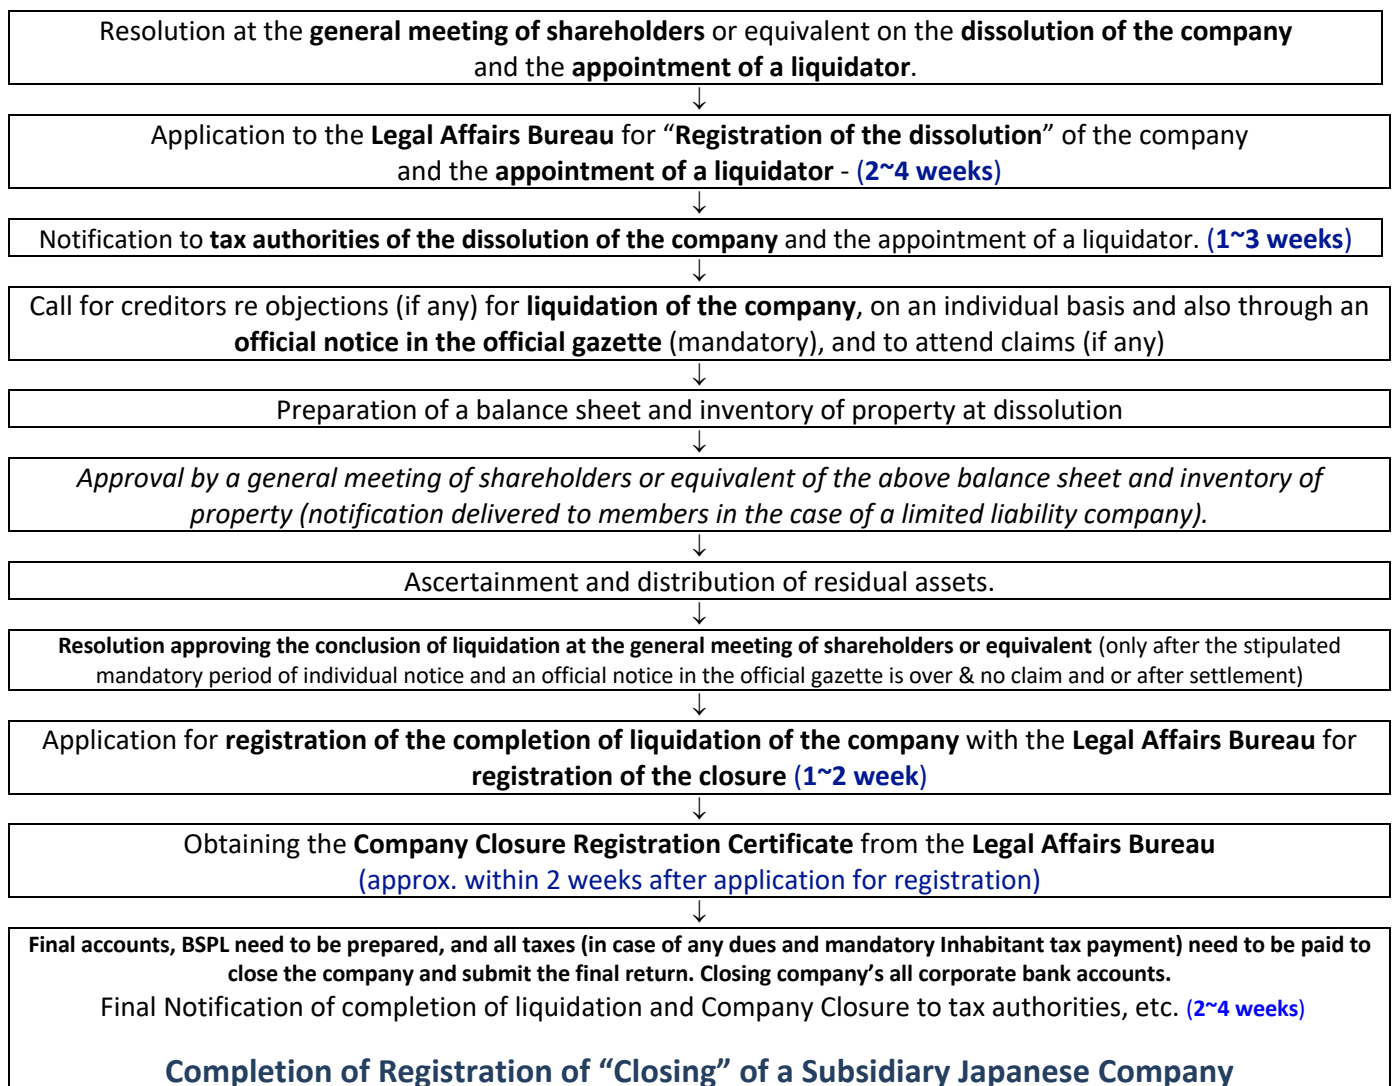 Resolution at the general meeting of shareholders or equivalent on the dissolution of the company
and the appointment of a liquidator.
↓
Application to the Legal Affairs Bureau for “Registration of the dissolution” of the company
and the appointment of a liquidator - (2~4 weeks)
↓
Notification to tax authorities of the dissolution of the company and the appointment of a liquidator. (1~3 weeks)
↓
Call for creditors re objections (if any) for liquidation of the company, on an individual basis and also through an
official notice in the official gazette (mandatory), and to attend claims (if any)
↓
Preparation of a balance sheet and inventory of property at dissolution
↓
Approval by a general meeting of shareholders or equivalent of the above balance sheet and inventory of
property (notification delivered to members in the case of a limited liability company).
↓
Ascertainment and distribution of residual assets.
↓
Resolution approving the conclusion of liquidation at the general meeting of shareholders or equivalent (only after the stipulated
mandatory period of individual notice and an official notice in the official gazette is over & no claim and or after settlement)
↓
Application for registration of the completion of liquidation of the company with the Legal Affairs Bureau for
registration of the closure (1~2 week)
↓
Obtaining the Company Closure Registration Certificate from the Legal Affairs Bureau
(approx. within 2 weeks after application for registration)
↓
Final accounts, BSPL need to be prepared, and all taxes (in case of any dues and mandatory Inhabitant tax payment) need to be paid to
close the company and submit the final return. Closing company’s all corporate bank accounts.
Final Notification of completion of liquidation and Company Closure to tax authorities, etc. (2~4 weeks)
Completion of Registration of “Closing” of a Subsidiary Japanese Company